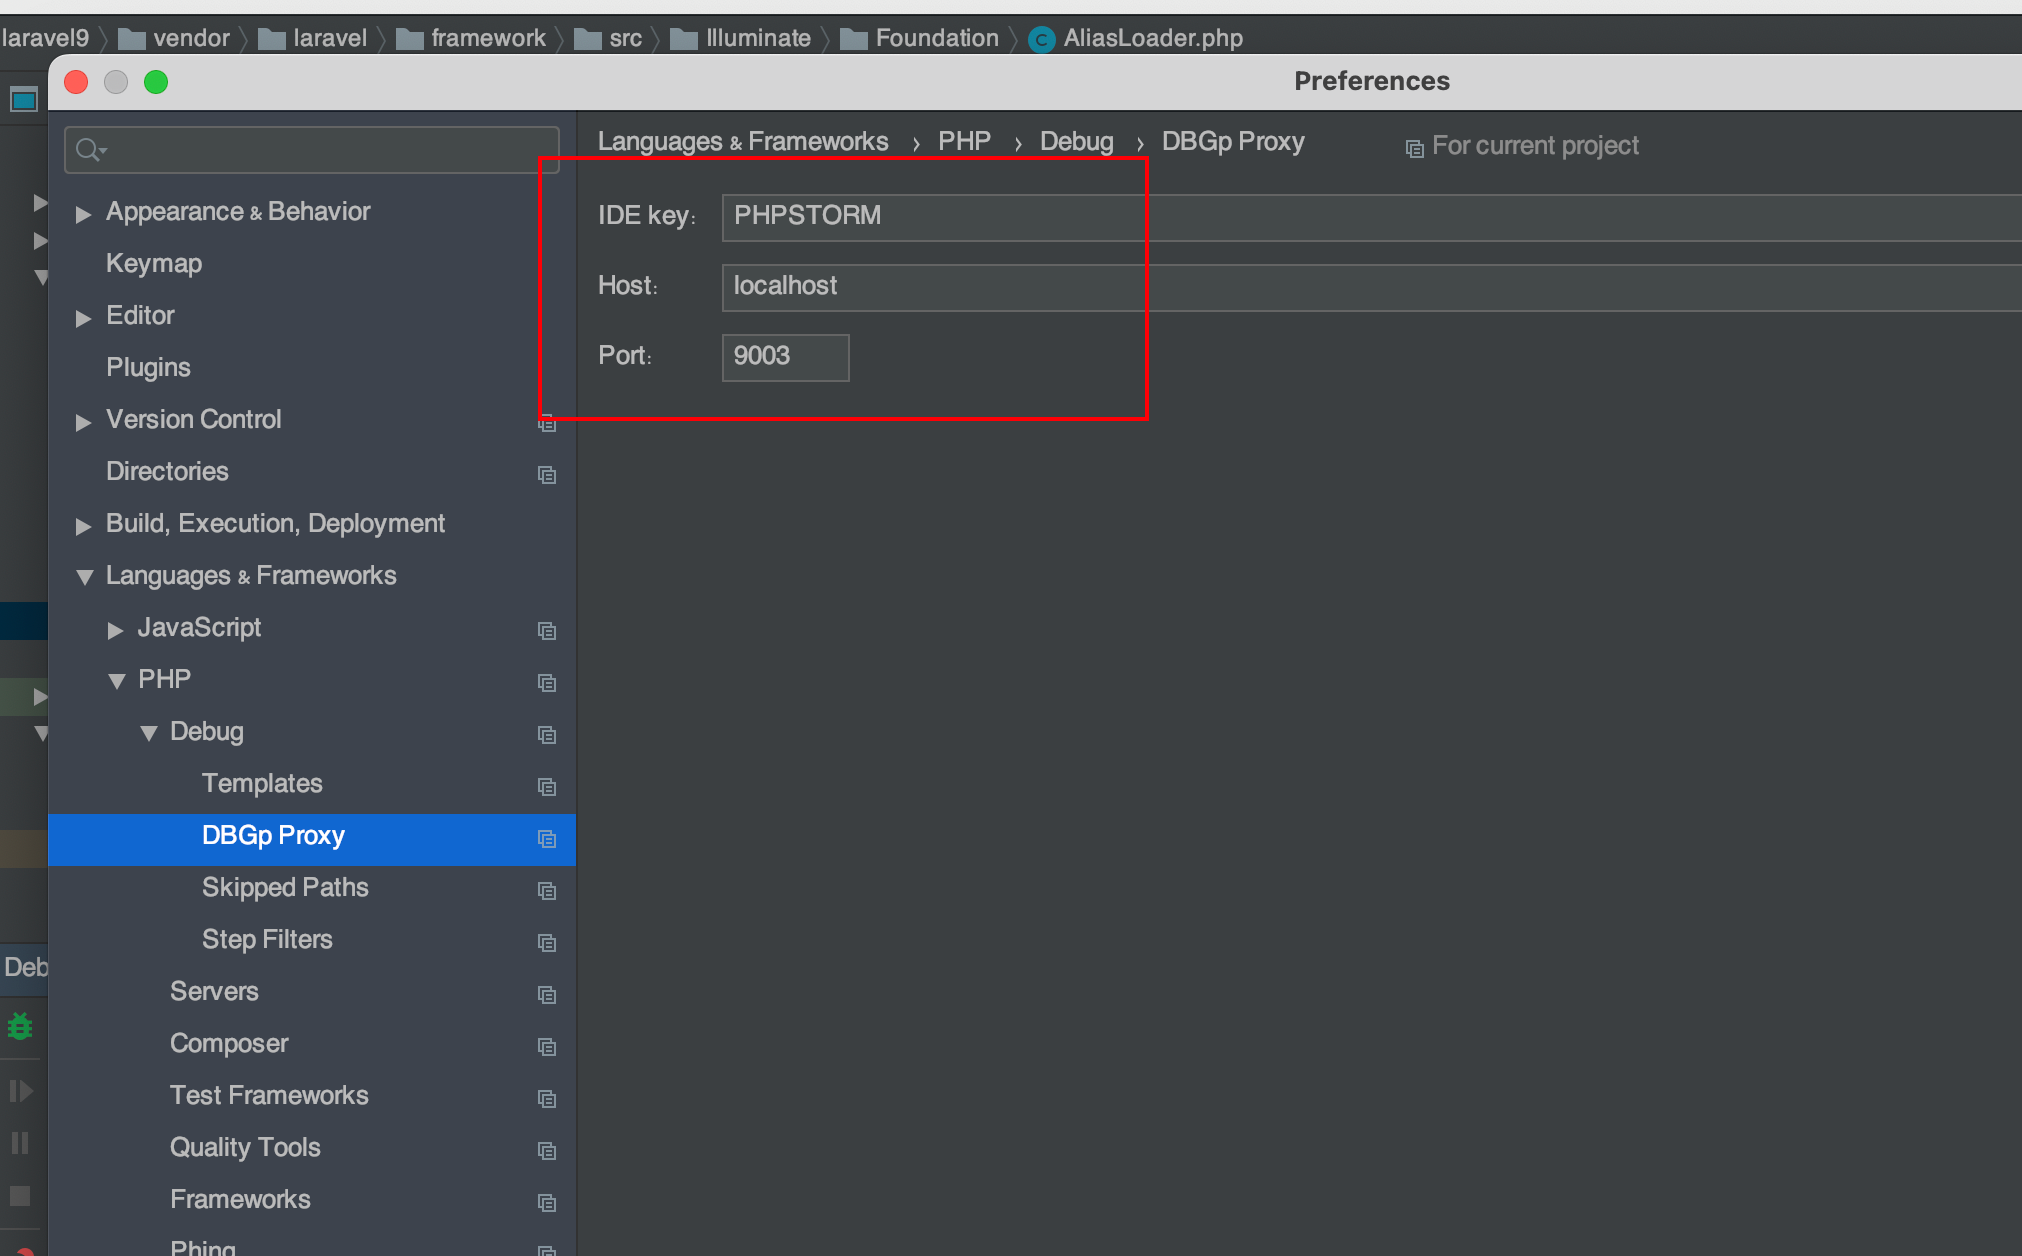 laravel9 vendor laravel framework src Illuminate Foundation AliasLoader.php
Preferences
Languages & Frameworks › PHP › Debug › DBGp Proxy For current project
IDE key: PHPSTORM
Host: localhost
Port: 9003
Appearance & Behavior
Keymap
Editor
Plugins
Version Control
Directories
Build, Execution, Deployment
Languages & Frameworks
JavaScript
PHP
Debug
Templates
DBGp Proxy
Skipped Paths
Step Filters
Servers
Composer
Test Frameworks
Quality Tools
Frameworks
Phing
Deb